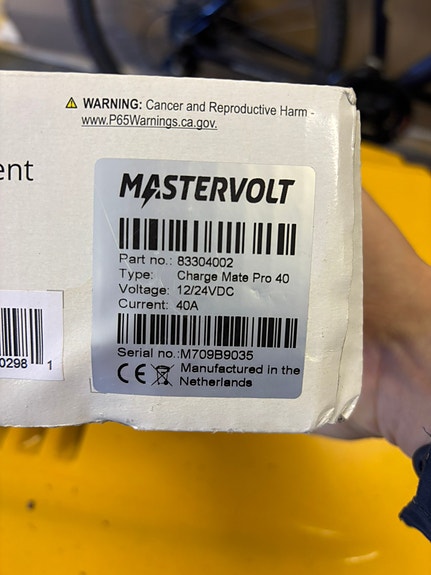 WARNING: Cancer and Reproductive Harm -
www.P65Warnings.ca.gov.
ent
MASTERVOLT
Part no.: 83304002
Type: Charge Mate Pro 40
Voltage: 12/24VDC
Current: 40A
0298 1
Serial no.:M709B9035
CE Manufactured in the
Netherlands